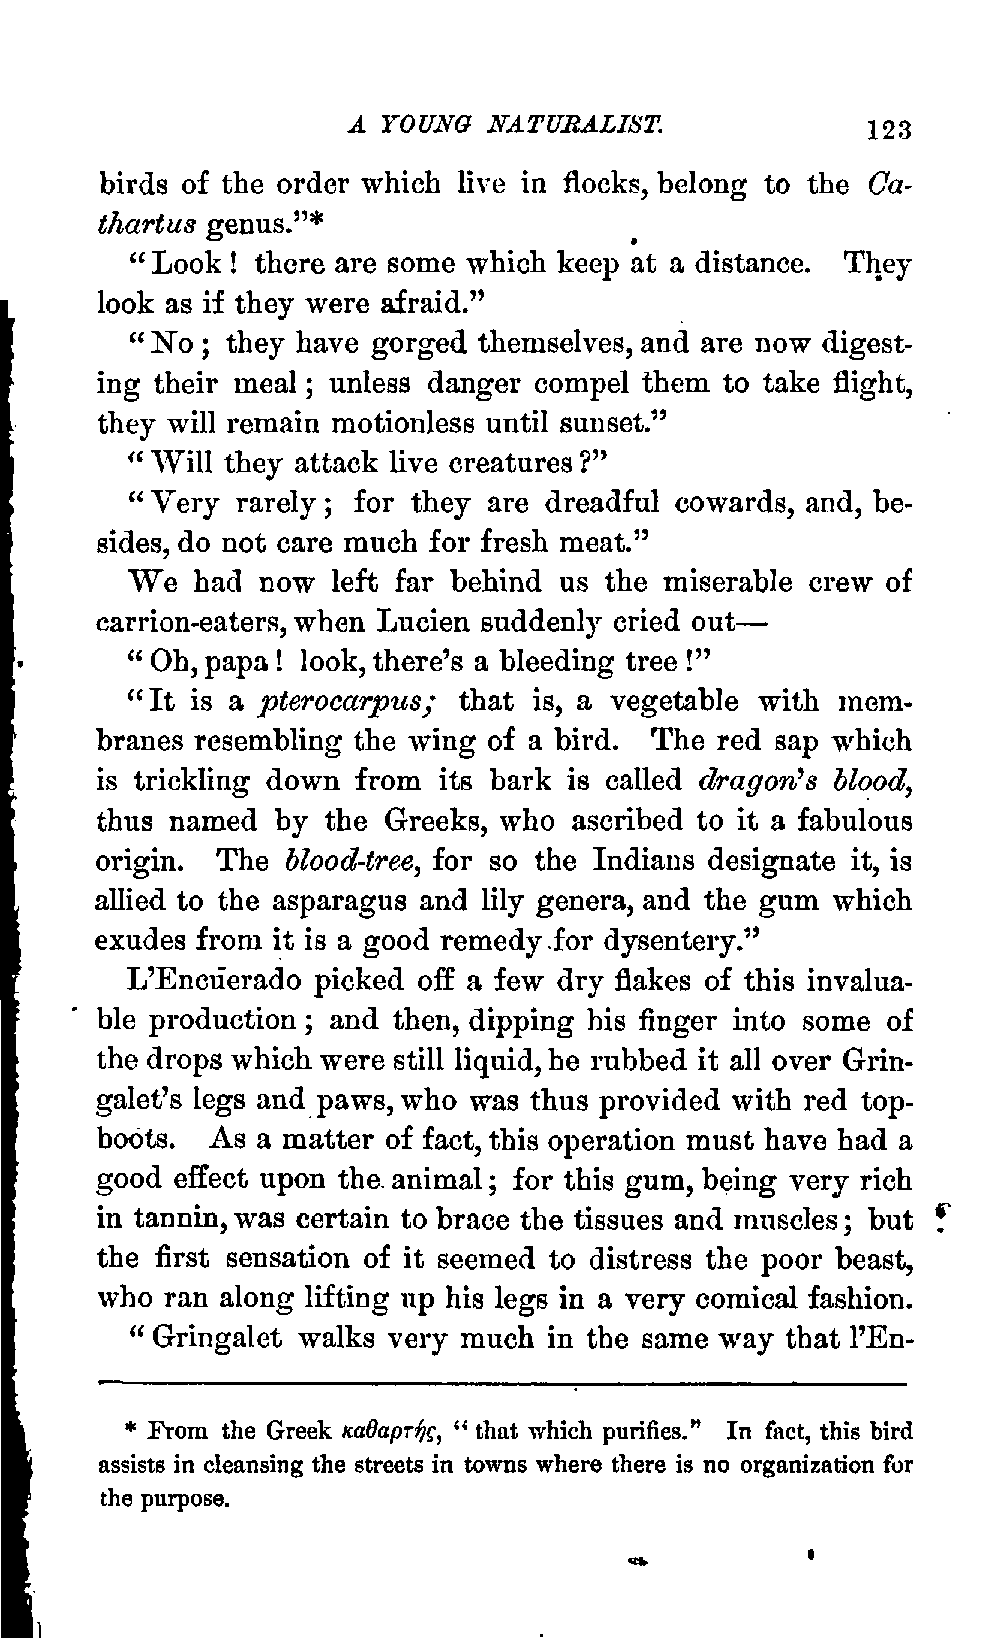 A YOUNG NATURALIST. 123
birds of the order which live in flocks, belong to the Ca-
thartus genus."*
"Look! there are some which keep at a distance. They
look as if they were afraid."
"No; they have gorged themselves, and are now digest-
ing their meal; unless danger compel them to take flight,
they will remain motionless until sunset."
"Will they attack live creatures?"
"Very rarely; for they are dreadful cowards, and, be-
sides, do not care much for fresh meat."
We had now left far behind us the miserable crew of
carrion-eaters, when Lucien suddenly cried out—
"Oh, papa! look, there's a bleeding tree!"
"It is a pterocarpus; that is, a vegetable with mem-
branes resembling the wing of a bird. The red sap which
is trickling down from its bark is called dragon's blood,
thus named by the Greeks, who ascribed to it a fabulous
origin. The blood-tree, for so the Indians designate it, is
allied to the asparagus and lily genera, and the gum which
exudes from it is a good remedy for dysentery."
L'Encuerado picked off a few dry flakes of this invalua-
ble production; and then, dipping his finger into some of
the drops which were still liquid, he rubbed it all over Grin-
galet's legs and paws, who was thus provided with red top-
boots. As a matter of fact, this operation must have had a
good effect upon the animal; for this gum, being very rich
in tannin, was certain to brace the tissues and muscles; but
the first sensation of it seemed to distress the poor beast,
who ran along lifting up his legs in a very comical fashion.
"Gringalet walks very much in the same way that l'En-
* From the Greek καθαρτής, "that which purifies." In fact, this bird
assists in cleansing the streets in towns where there is no organization for
the purpose.